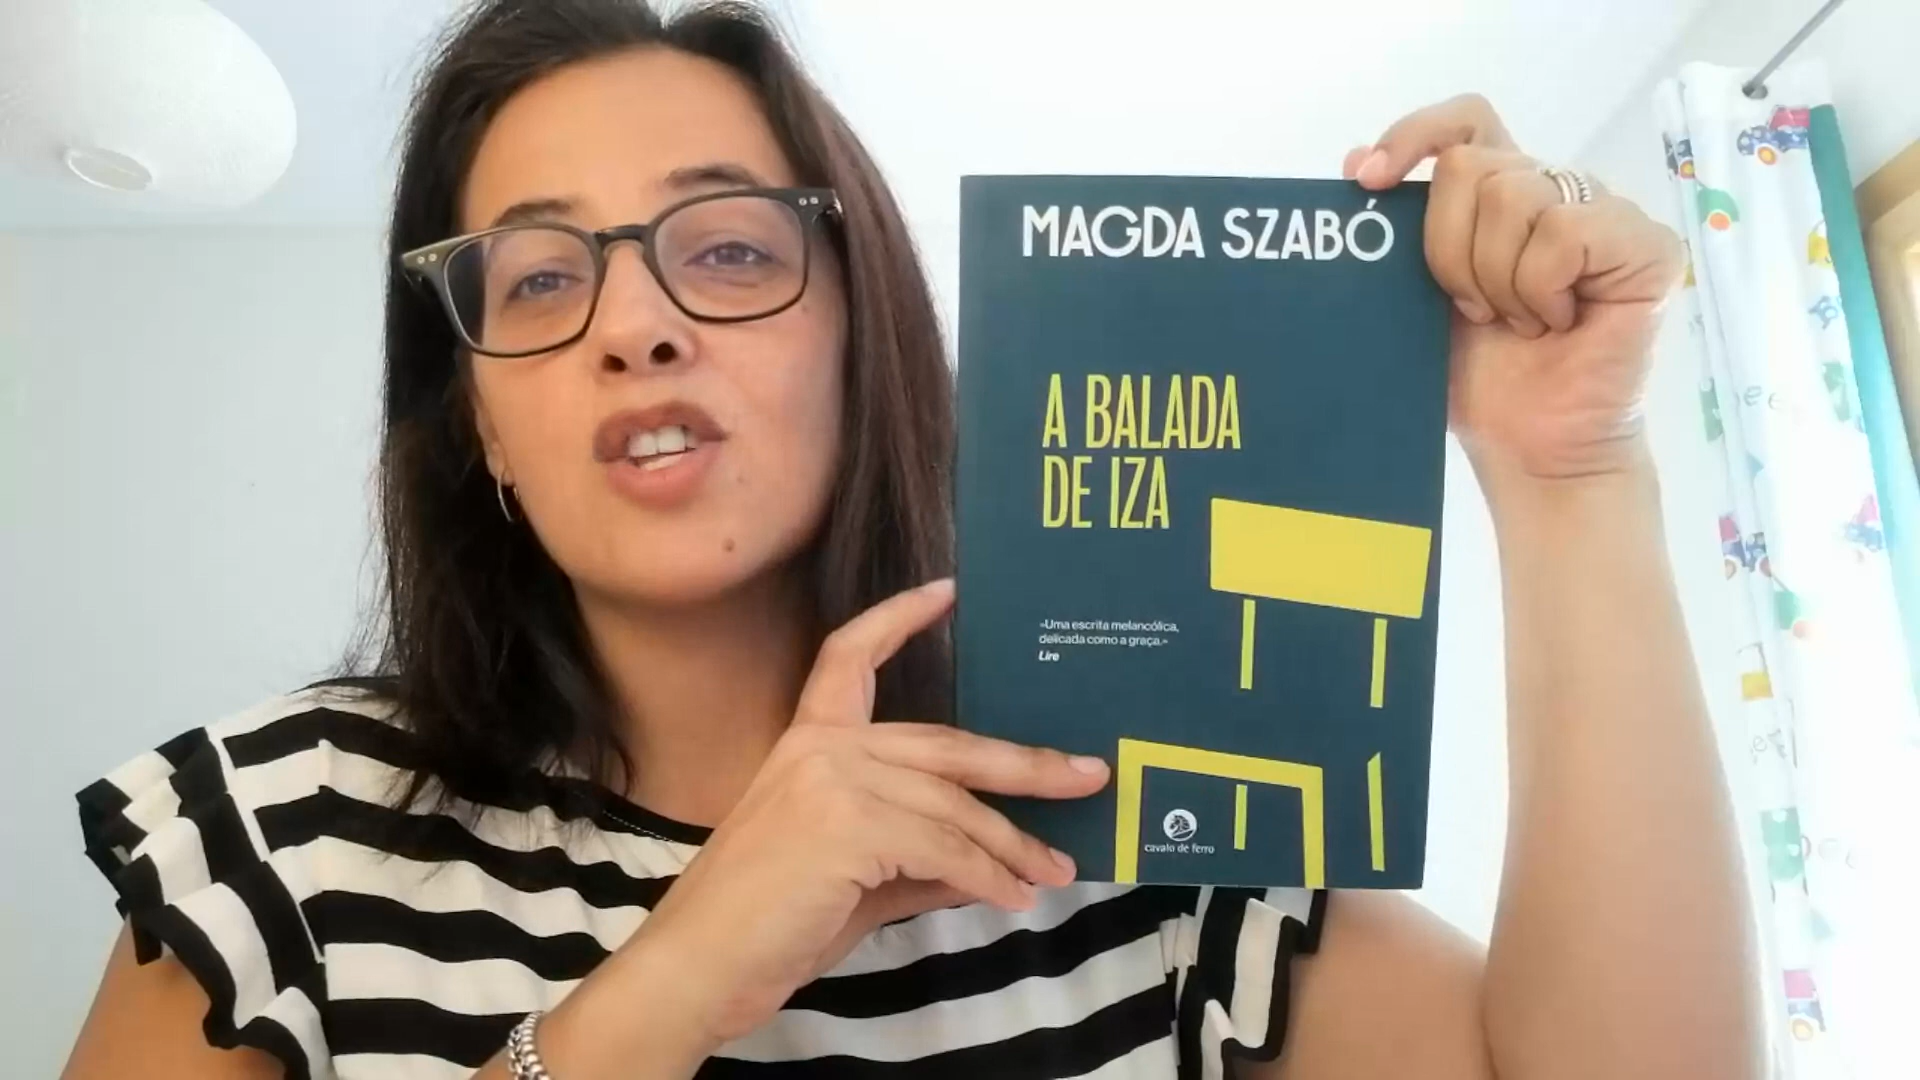 MAGDA SZABÓ
A BALADA
DE IZA
«Uma escrita melancólica,
delicada como a graça.»
Lire
cavalo de ferro